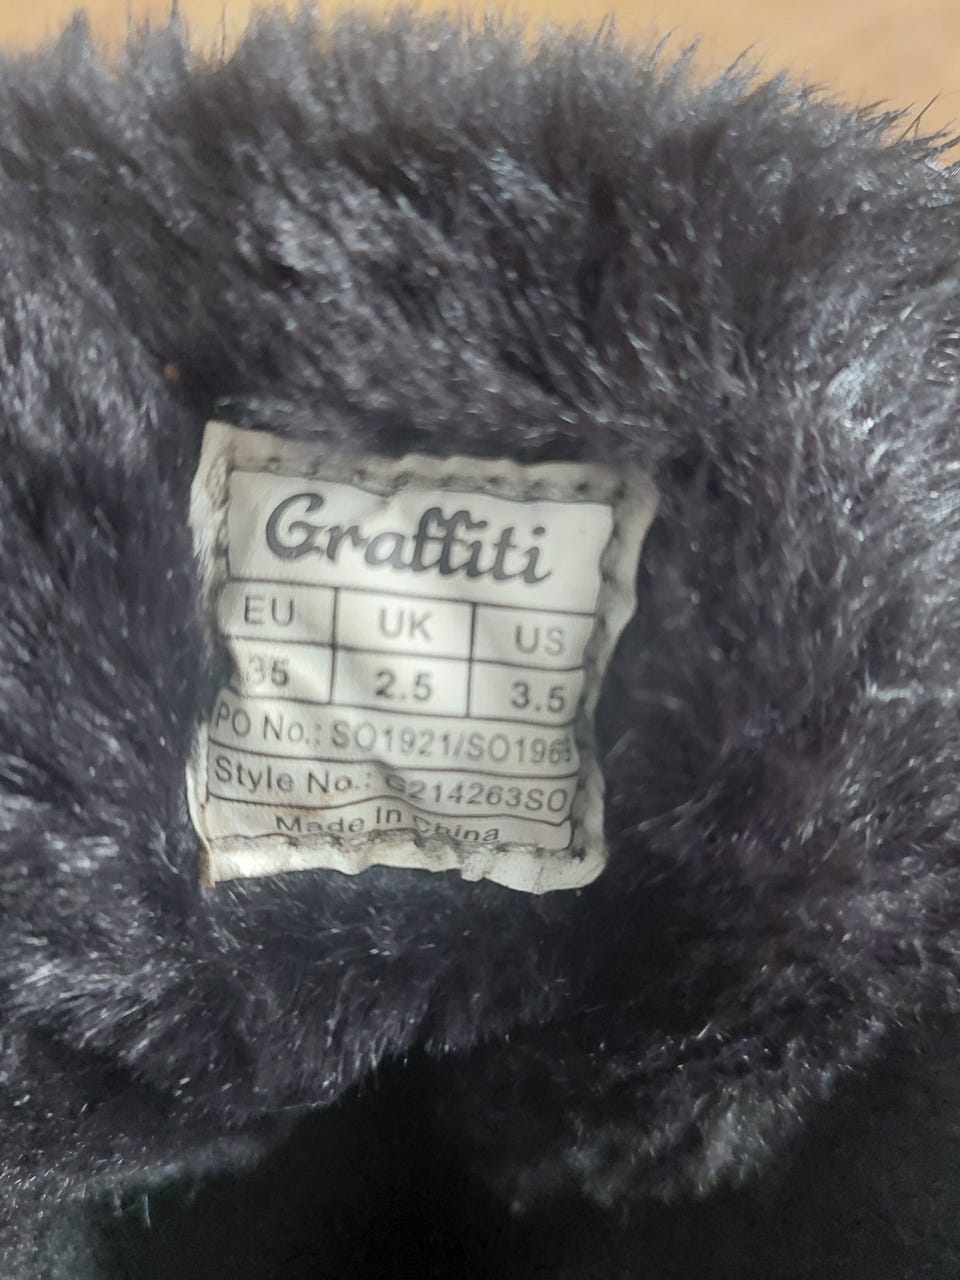 Graffiti
EU UK US
35 2.5 3.5
PO No.: SO1921/SO1965
Style No.: G214263SO
Made In China